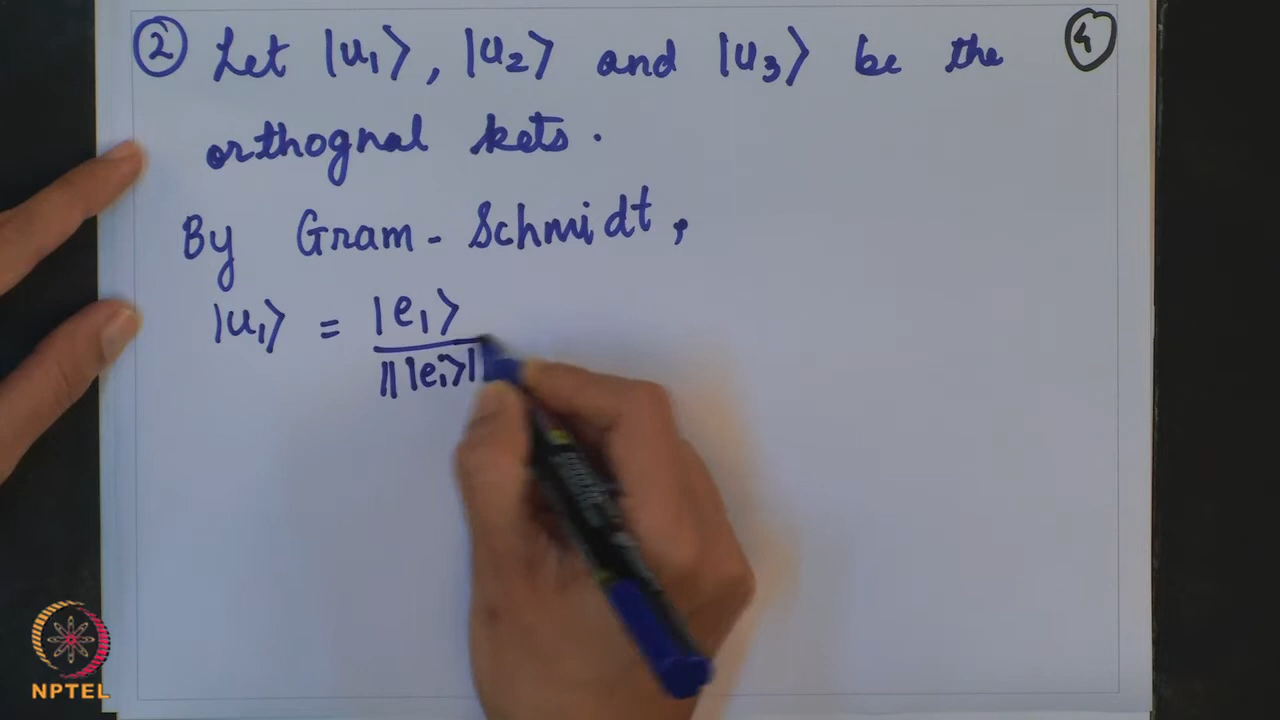 ② Let |u₁⟩, |u₂⟩ and |u₃⟩ be the ④
orthognal kets.
By Gram - Schmidt,
|u₁⟩ = |e₁⟩
|| |e₁⟩ ||
NPTEL